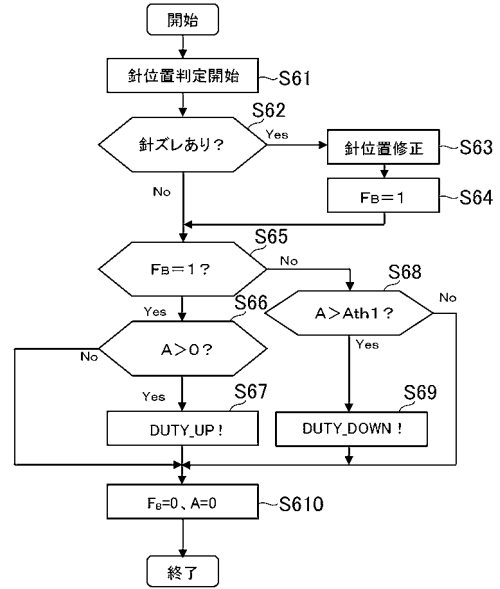 開始
針位置判定開始 S61
針ズレあり? S62
Yes
No
針位置修正 S63
FB=1 S64
FB=1? S65
No
Yes
A>Ath1? S68
No
Yes
A>0? S66
No
Yes
DUTY_UP! S67
DUTY_DOWN! S69
FB=0、A=0 S610
終了